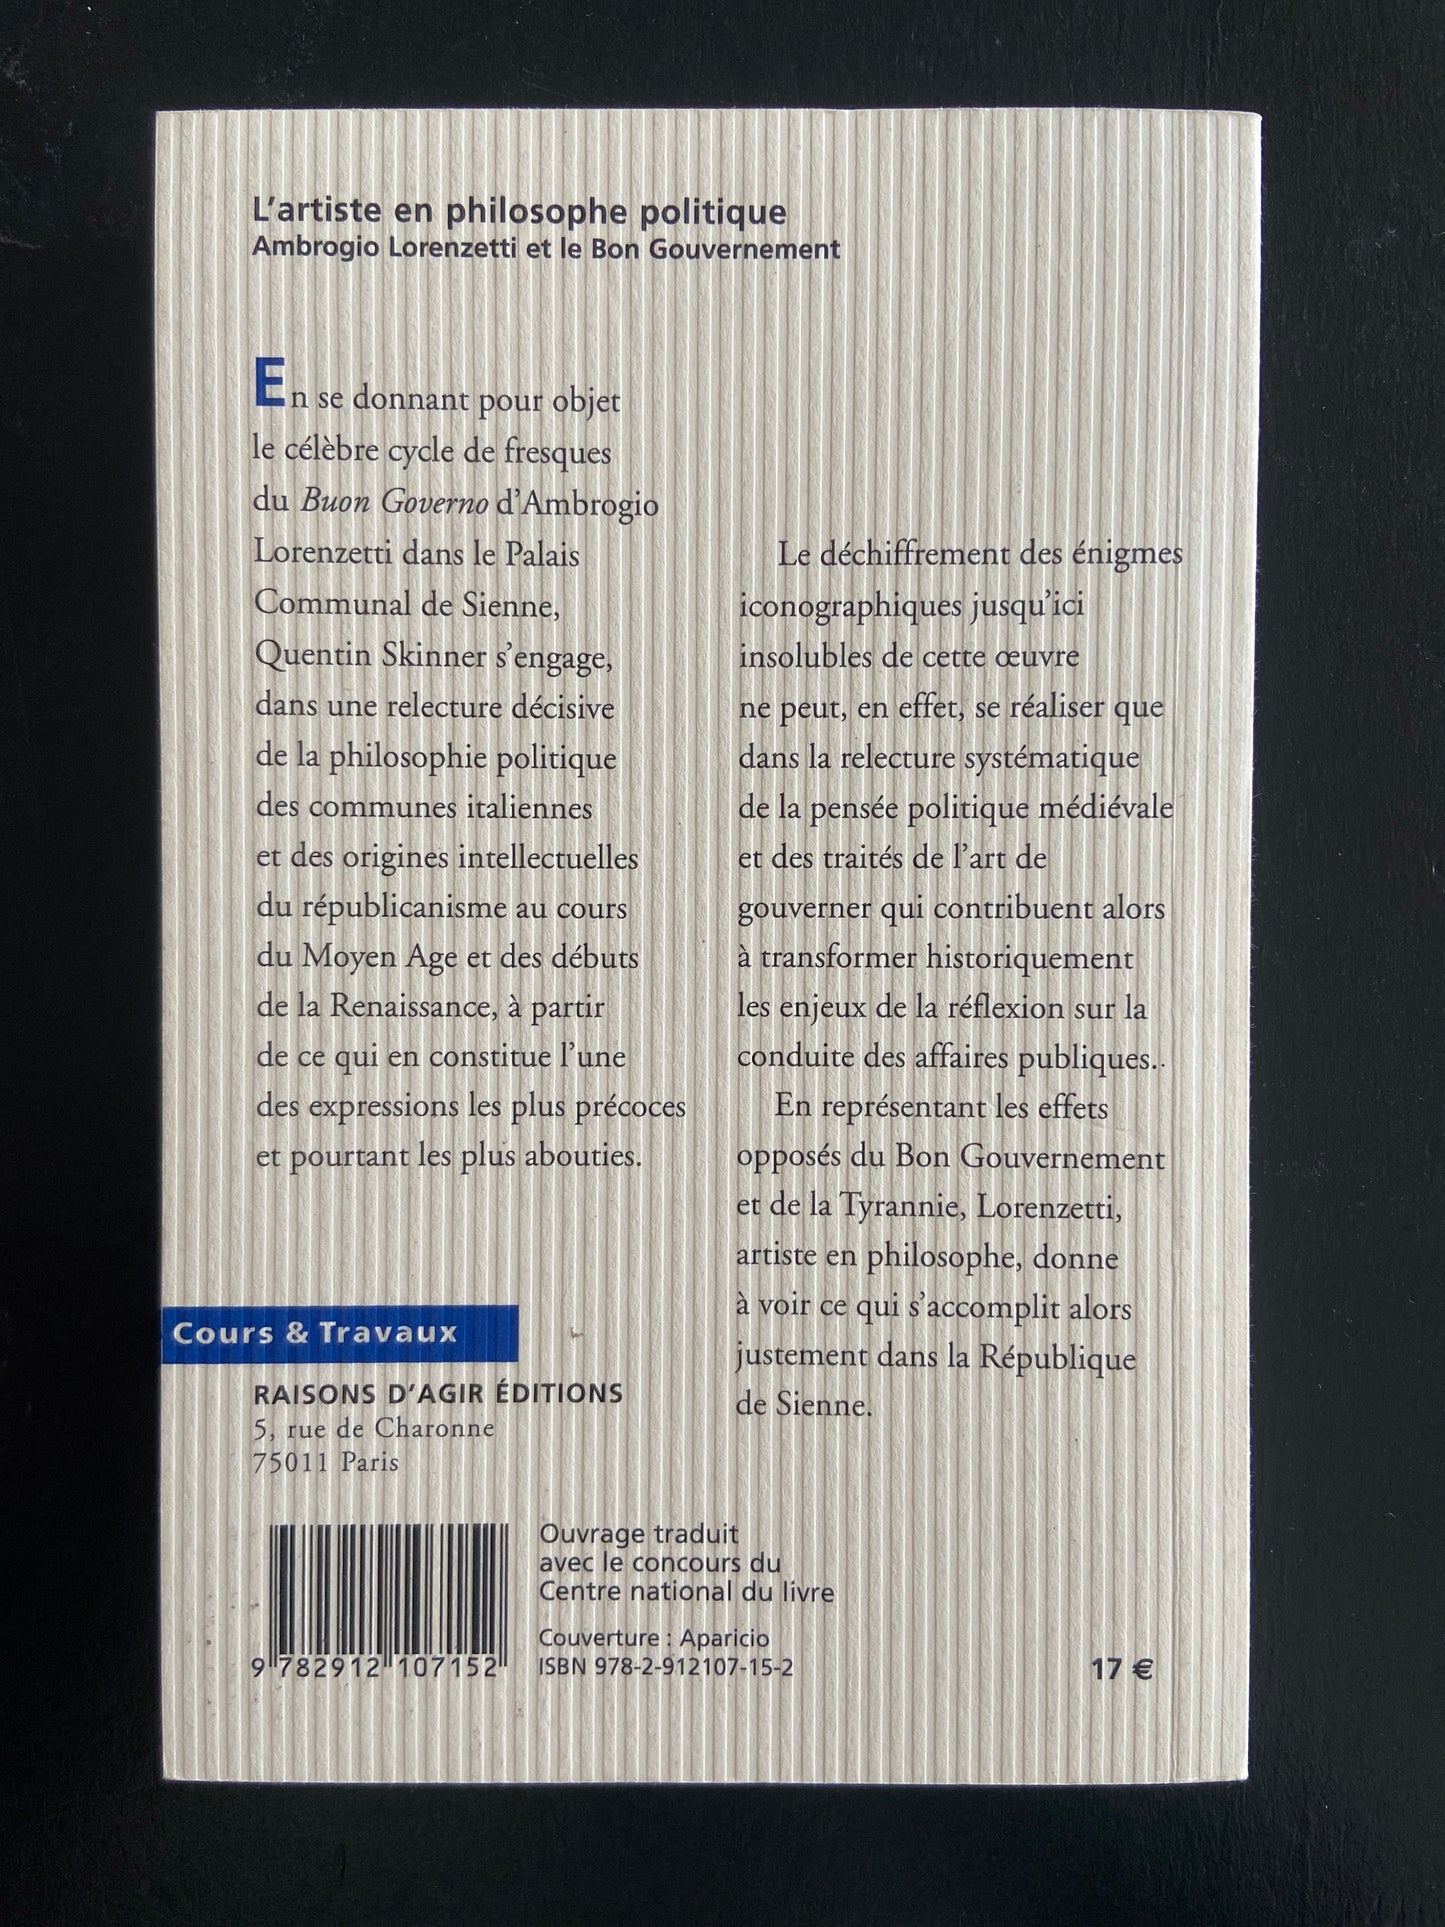 L'artiste en philosophe politique
Ambrogio Lorenzetti et le Bon Gouvernement
En se donnant pour objet
le célèbre cycle de fresques
du Buon Governo d'Ambrogio
Lorenzetti dans le Palais
Communal de Sienne,
Quentin Skinner s'engage,
dans une relecture décisive
de la philosophie politique
des communes italiennes
et des origines intellectuelles
du républicanisme au cours
du Moyen Age et des débuts
de la Renaissance, à partir
de ce qui en constitue l'une
des expressions les plus précoces
et pourtant les plus abouties.
Le déchiffrement des énigmes
iconographiques jusqu'ici
insolubles de cette œuvre
ne peut, en effet, se réaliser que
dans la relecture systématique
de la pensée politique médiévale
et des traités de l'art de
gouverner qui contribuent alors
à transformer historiquement
les enjeux de la réflexion sur la
conduite des affaires publiques..
En représentant les effets
opposés du Bon Gouvernement
et de la Tyrannie, Lorenzetti,
artiste en philosophe, donne
à voir ce qui s'accomplit alors
justement dans la République
de Sienne.
Cours & Travaux
RAISONS D'AGIR ÉDITIONS
5, rue de Charonne
75011 Paris
9 782912 107152
Ouvrage traduit
avec le concours du
Centre national du livre
Couverture : Aparicio
ISBN 978-2-912107-15-2
17 €